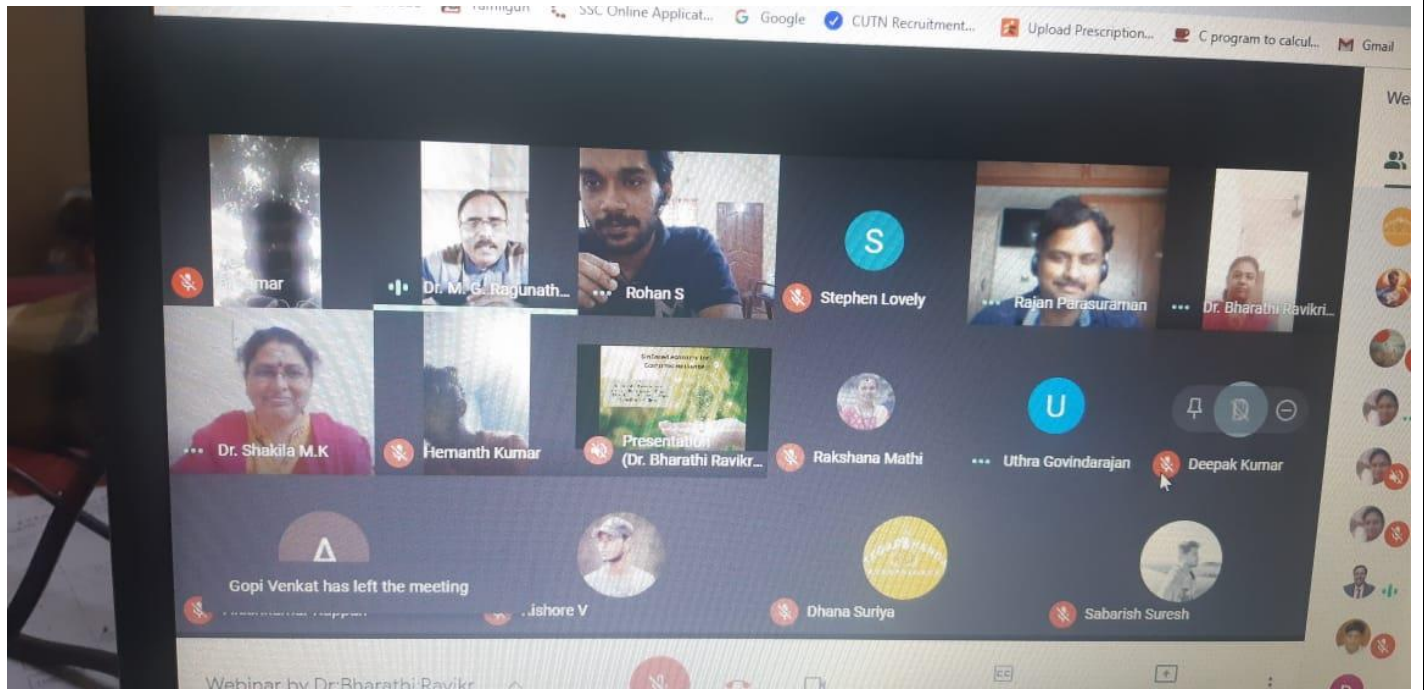 SSC Online Applicat...
G Google
CUTN Recruitment...
Upload Prescription...
C program to calcul...
M Gmail
Dr. M. G. Ragunath...
Rohan S
S
Stephen Lovely
Rajan Parasuraman
Dr. Bharathi Ravikri...
Dr. Shakila M.K
Hemanth Kumar
Presentation
(Dr. Bharathi Ravikr...
Rakshana Mathi
U
Uthra Govindarajan
Deepak Kumar
Gopi Venkat has left the meeting
Dhana Suriya
Sabarish Suresh
Webinar by Dr:Bharathi:Ravikr
CC